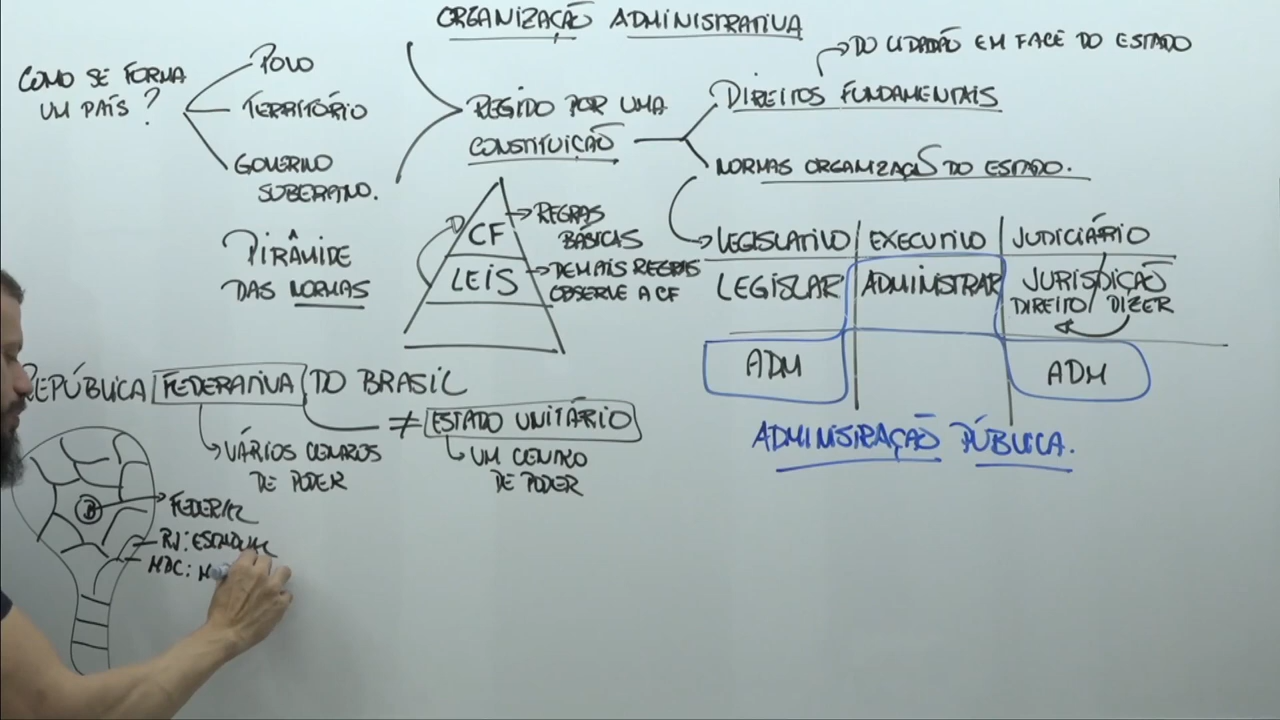 ORGANIZAÇÃO ADMINISTRATIVA
COMO SE FORMA
UM PAÍS?
POVO
TERRITÓRIO
GOVERNO
SOBERANO.
REGIDO POR UMA
CONSTITUIÇÃO
DO CIDADÃO EM FACE DO ESTADO
DIREITOS FUNDAMENTAIS
NORMAS ORGANIZAÇÃO DO ESTADO.
PIRÂMIDE
DAS NORMAS
CF
REGRAS
BÁSICAS
LEIS
DEMAIS REGRAS
OBSERVE A CF
LEGISLATIVO EXECUTIVO JUDICIÁRIO
LEGISLAR ADMINISTRAR JURISDIÇÃO
DIREITO/DIZER
ADM ADM
ADMINISTRAÇÃO PÚBLICA.
REPÚBLICA FEDERATIVA DO BRASIL
VÁRIOS CENTROS
DE PODER
≠ ESTADO UNITÁRIO
UM CENTRO
DE PODER
B
FEDERAL
RJ: ESTADUAL